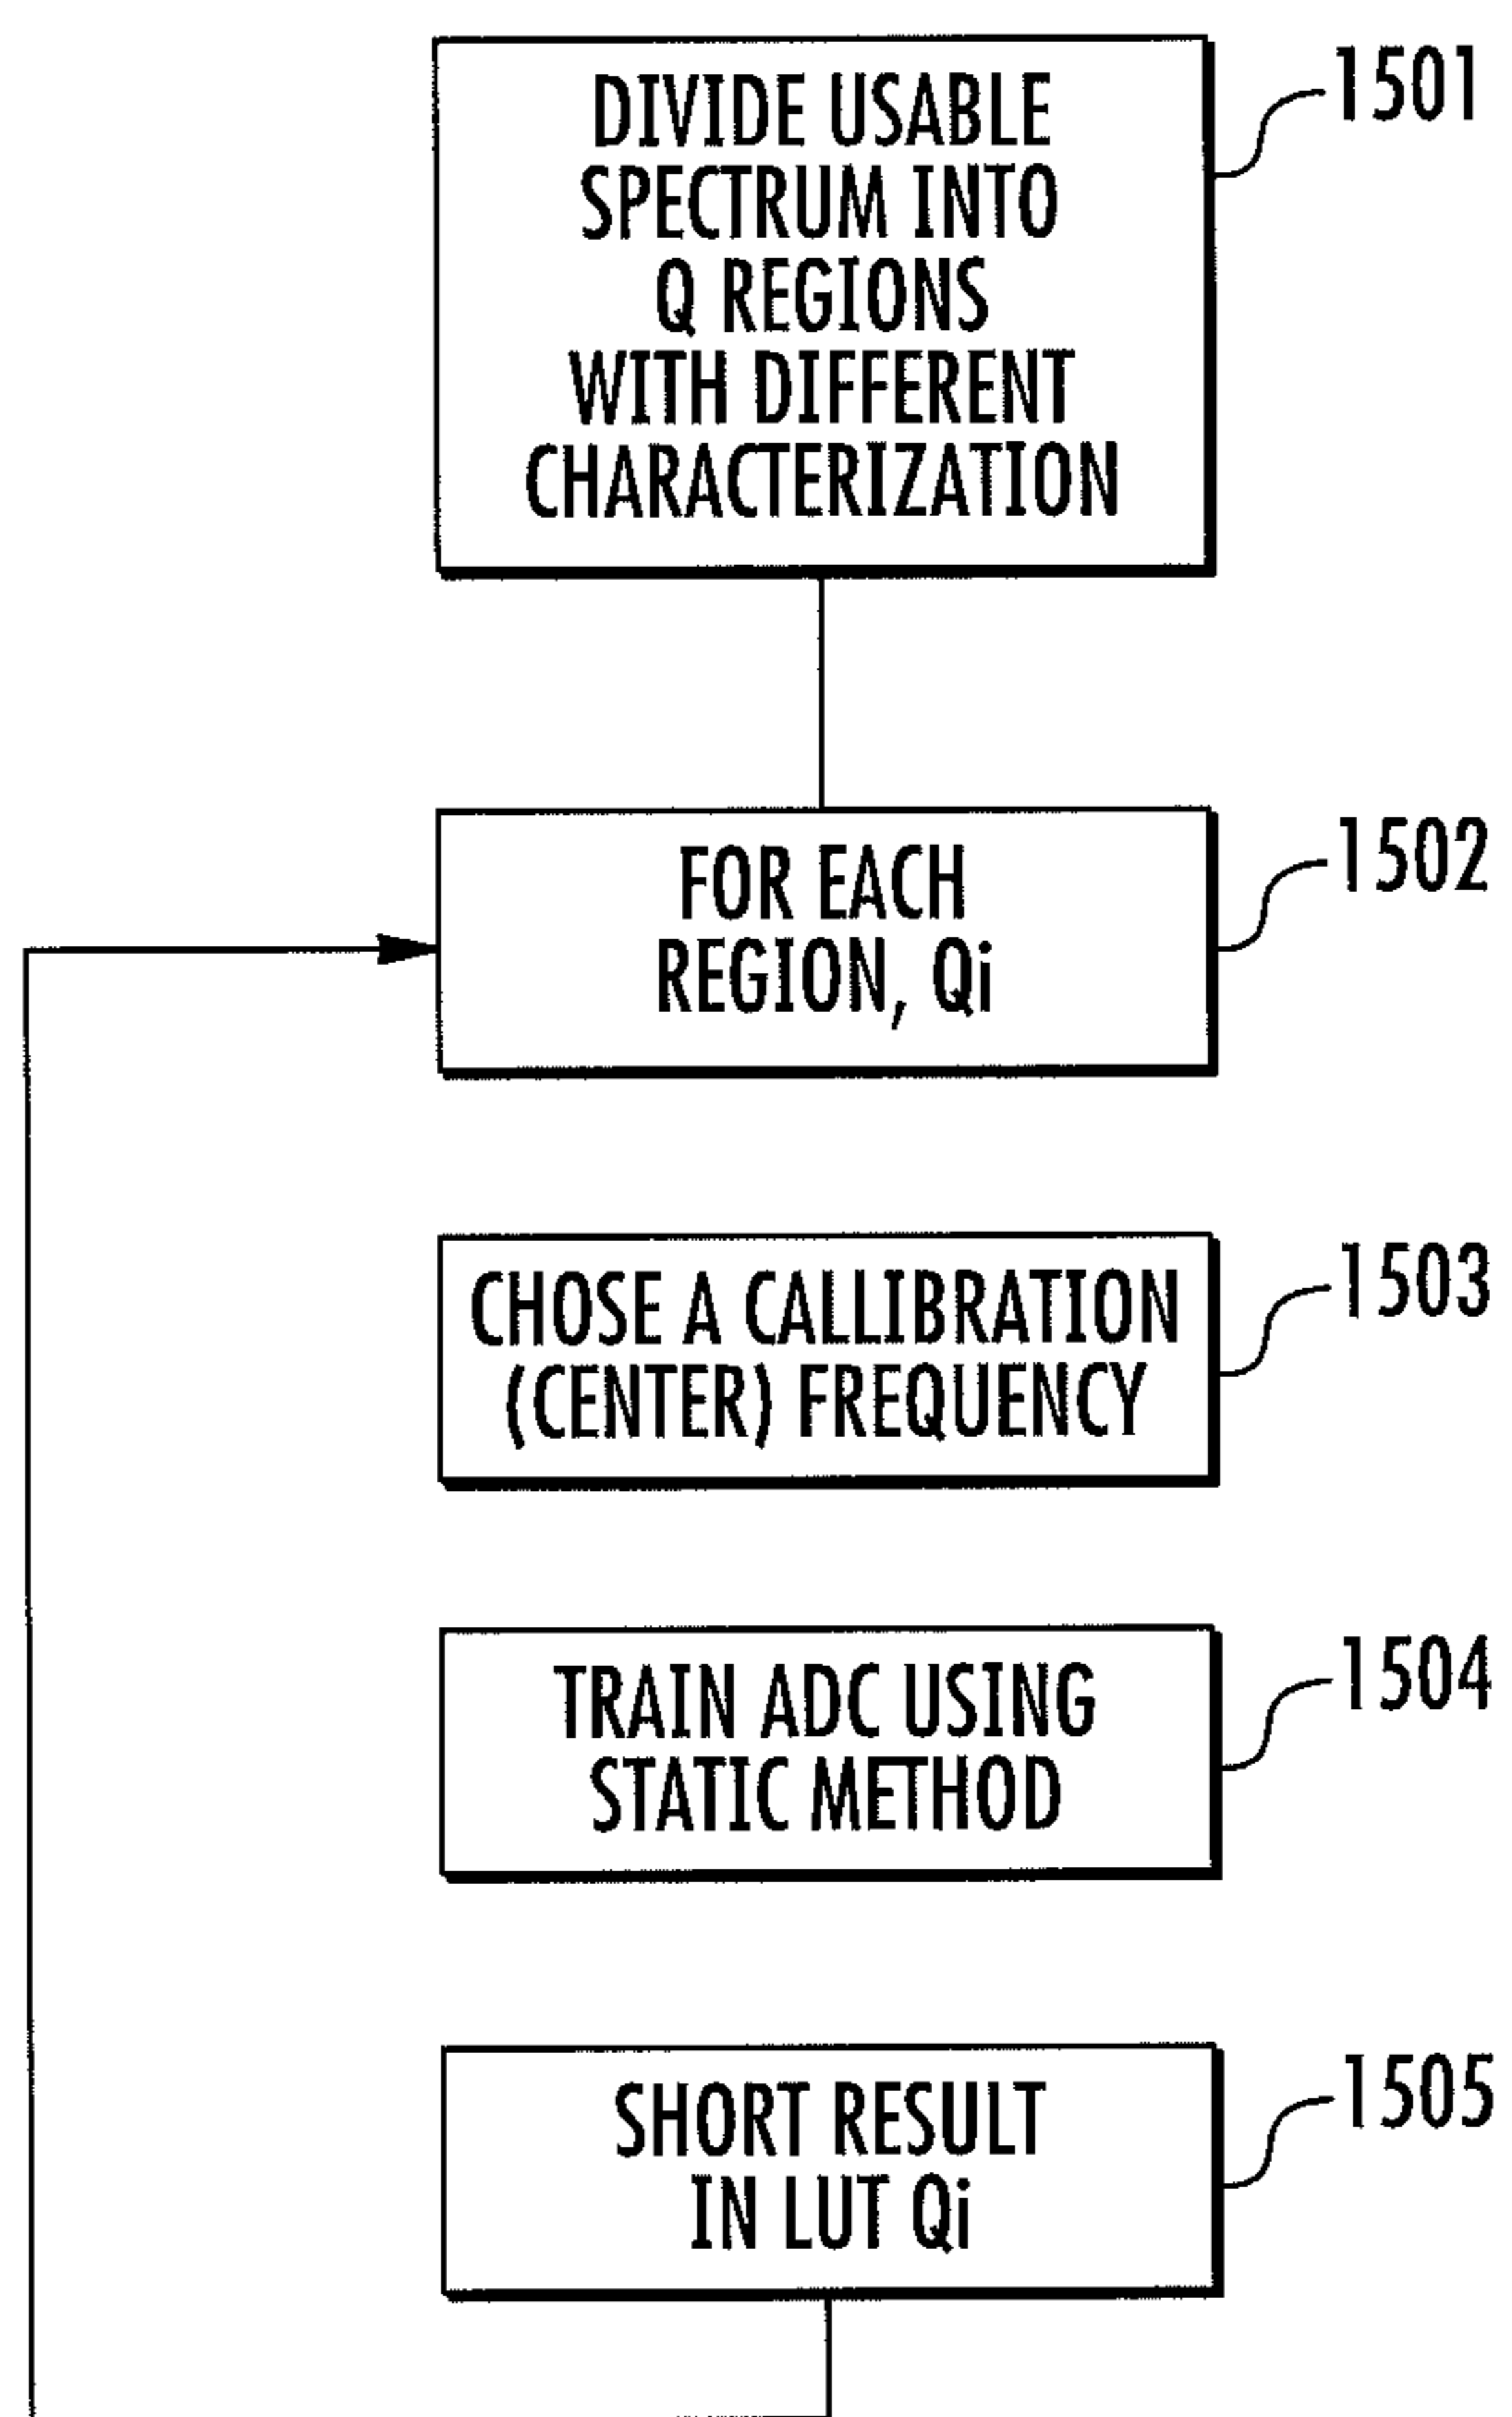 DIVIDE USABLE
SPECTRUM INTO
Q REGIONS
WITH DIFFERENT
CHARACTERIZATION
1501
FOR EACH
REGION, Qi
1502
CHOSE A CALLIBRATION
(CENTER) FREQUENCY
1503
TRAIN ADC USING
STATIC METHOD
1504
SHORT RESULT
IN LUT Qi
1505